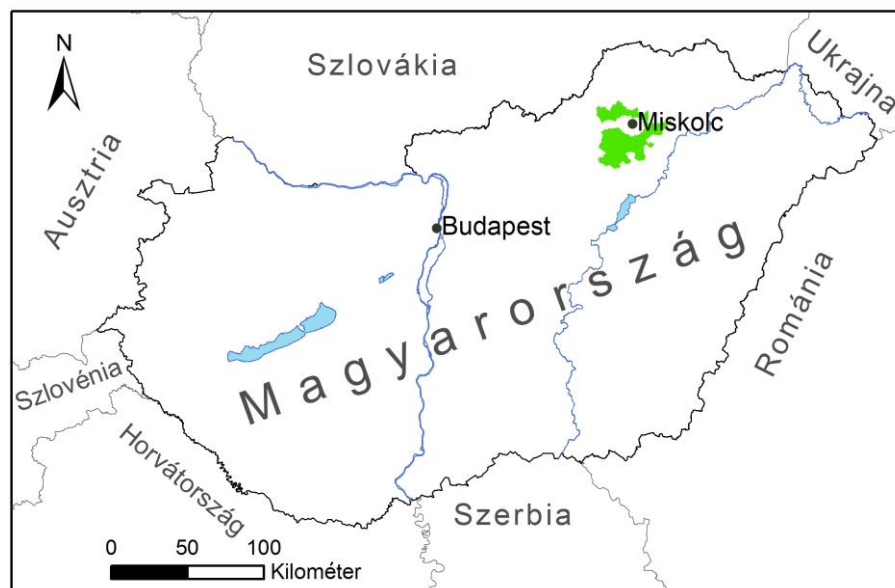 N
Szlovákia
Ukrajna
Ausztria
Miskolc
Budapest
Magyarország
Románia
Szlovénia
Horvátország
Szerbia
0 50 100
Kilométer